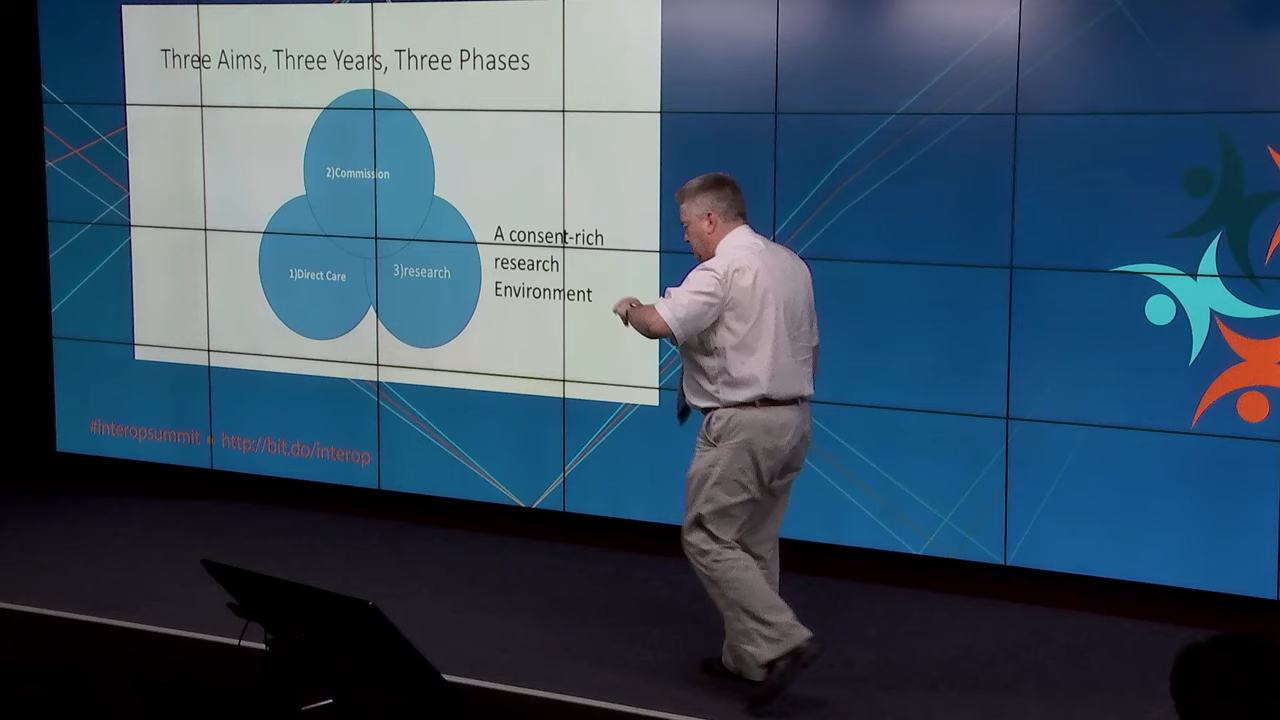 Three Aims, Three Years, Three Phases
2)Commission
1)Direct Care
3)research
A consent-rich
research
Environment
#interopsummit • http://bit.do/interop